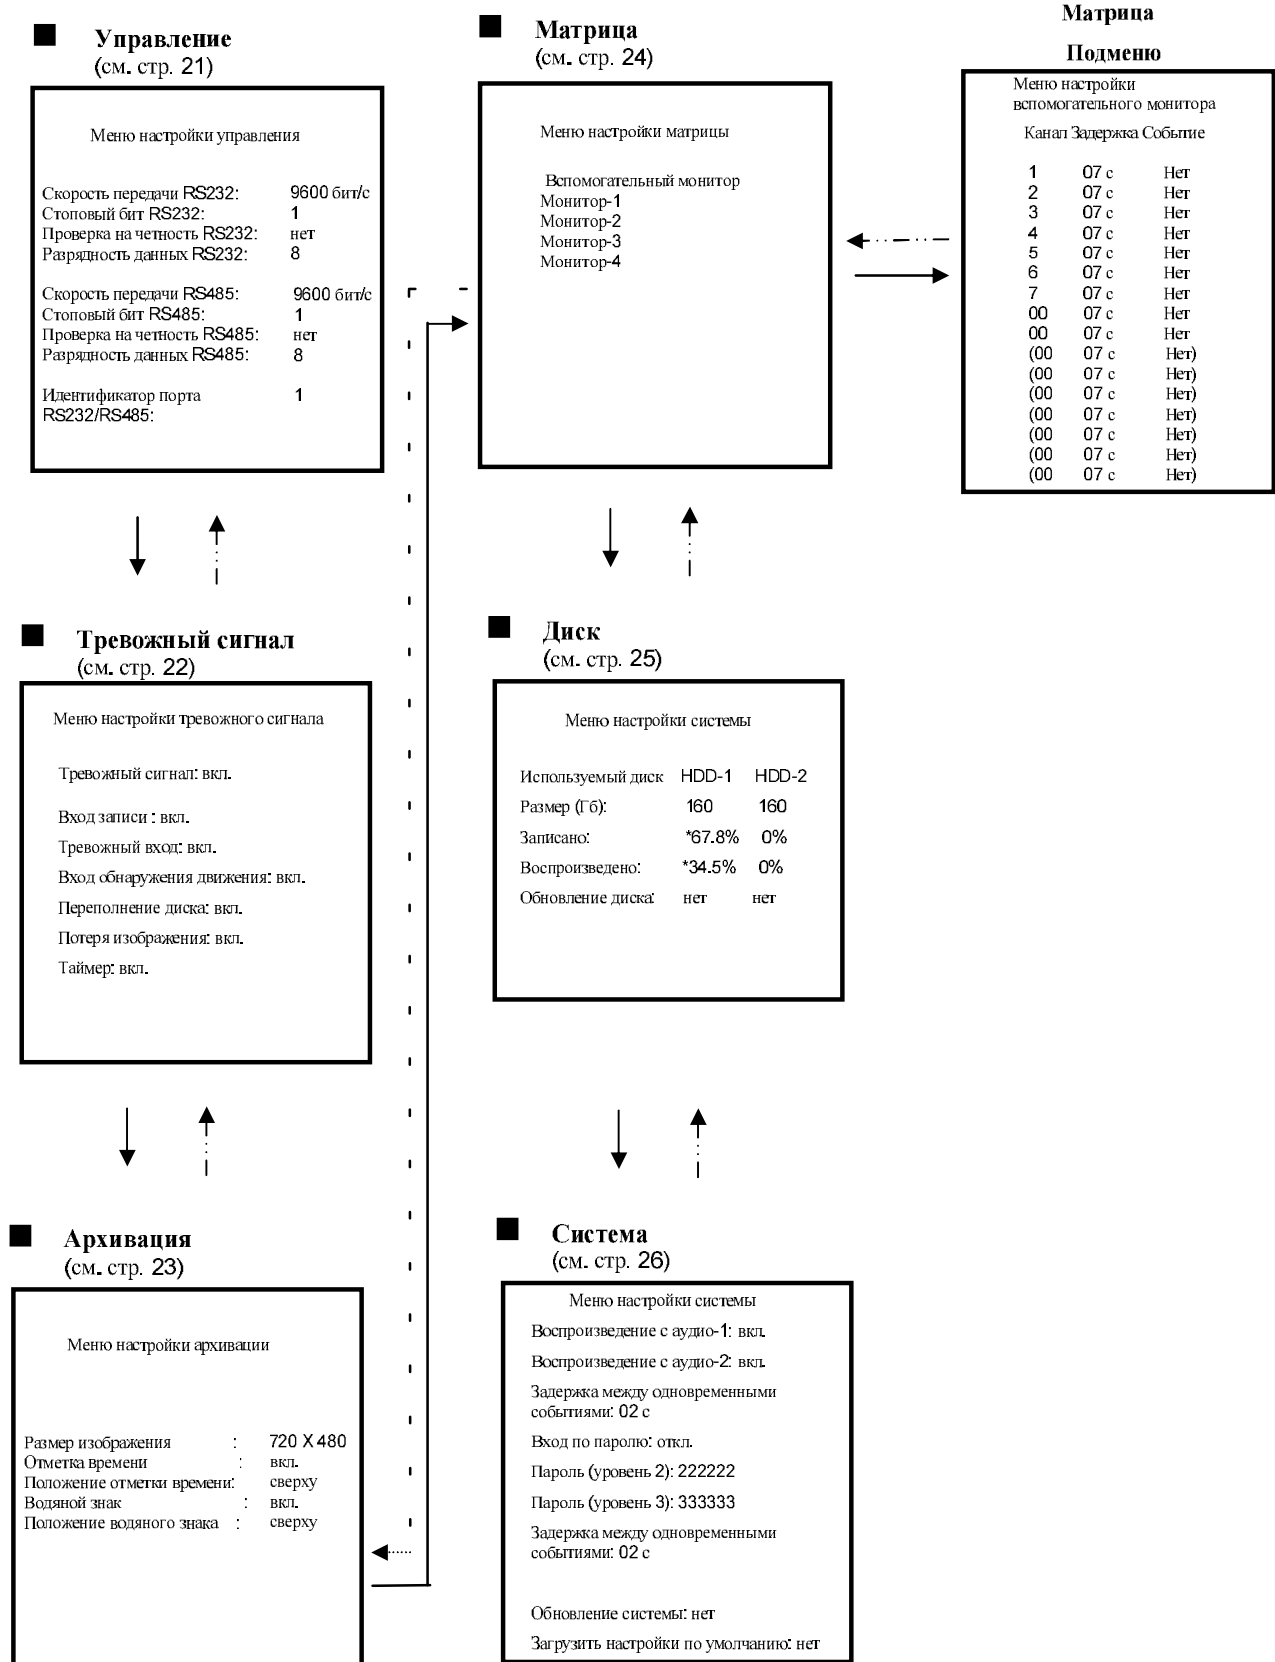 Управление
(см. стр. 21)
Меню настройки управления
Скорость передачи RS232: 9600 бит/с
Стоповый бит RS232: 1
Проверка на четность RS232: нет
Разрядность данных RS232: 8
Скорость передачи RS485: 9600 бит/с
Стоповый бит RS485: 1
Проверка на четность RS485: нет
Разрядность данных RS485: 8
Идентификатор порта 1
RS232/RS485:
Матрица
(см. стр. 24)
Меню настройки матрицы
Вспомогательный монитор
Монитор-1
Монитор-2
Монитор-3
Монитор-4
Матрица
Подменю
Меню настройки
вспомогательного монитора
Канал Задержка Событие
1 07 с Нет
2 07 с Нет
3 07 с Нет
4 07 с Нет
5 07 с Нет
6 07 с Нет
7 07 с Нет
00 07 с Нет
00 07 с Нет
(00 07 с Нет)
(00 07 с Нет)
(00 07 с Нет)
(00 07 с Нет)
(00 07 с Нет)
(00 07 с Нет)
(00 07 с Нет)
Тревожный сигнал
(см. стр. 22)
Меню настройки тревожного сигнала
Тревожный сигнал: вкл.
Вход записи : вкл.
Тревожный вход: вкл.
Вход обнаружения движения: вкл.
Переполнение диска: вкл.
Потеря изображения: вкл.
Таймер: вкл.
Диск
(см. стр. 25)
Меню настройки системы
Используемый диск HDD-1 HDD-2
Размер (Гб): 160 160
Записано: *67.8% 0%
Воспроизведено: *34.5% 0%
Обновление диска: нет нет
Архивация
(см. стр. 23)
Меню настройки архивации
Размер изображения : 720 X 480
Отметка времени : вкл.
Положение отметки времени: сверху
Водяной знак : вкл.
Положение водяного знака : сверху
Система
(см. стр. 26)
Меню настройки системы
Воспроизведение с аудио-1: вкл.
Воспроизведение с аудио-2: вкл.
Задержка между одновременными
событиями: 02 с
Вход по паролю: откл.
Пароль (уровень 2): 222222
Пароль (уровень 3): 333333
Задержка между одновременными
событиями: 02 с
Обновление системы: нет
Загрузить настройки по умолчанию: нет